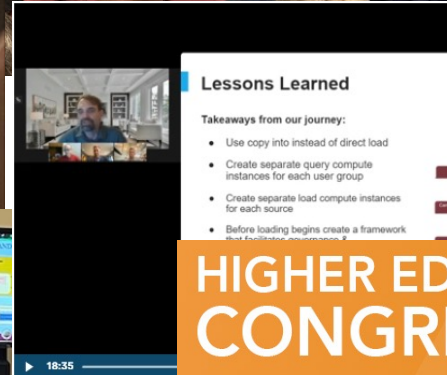 Lessons Learned
Takeaways from our journey:
• Use copy into instead of direct load
• Create separate query compute
instances for each user group
• Create separate load compute instances
for each source
• Before loading begins create a framework
that facilitates governance &
HIGHER ED
CONGR
18:35